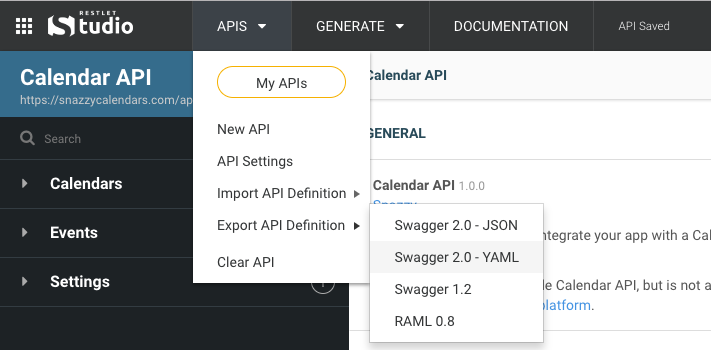 RESTLET
Studio
APIS
GENERATE
DOCUMENTATION
API Saved
Calendar API
https://snazzycalendars.com/ap
Search
Calendars
Events
Settings
My APIs
New API
API Settings
Import API Definition
Export API Definition
Clear API
Swagger 2.0 - JSON
Swagger 2.0 - YAML
Swagger 1.2
RAML 0.8
Calendar API
GENERAL
Calendar API 1.0.0
ntegrate your app with a Cal
le Calendar API, but is not a
platform.